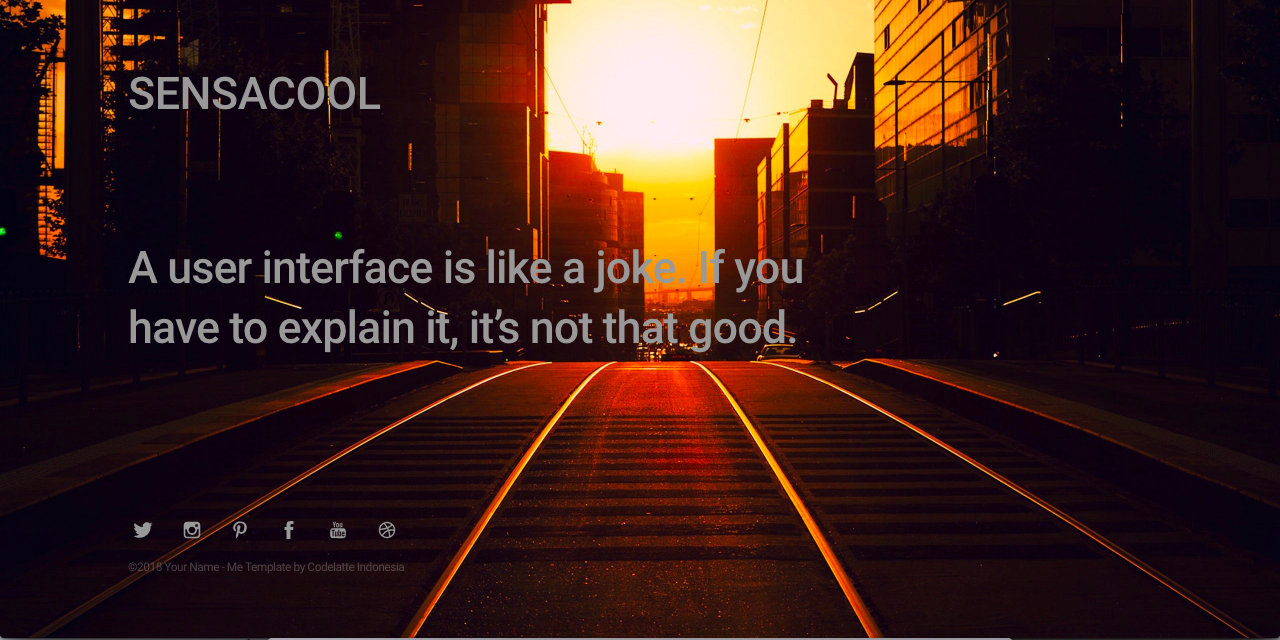 SENSACOOL
A user interface is like a joke. If you
have to explain it, it’s not that good.
You
Tube
©2018 Your Name - Me Template by Codelatte Indonesia